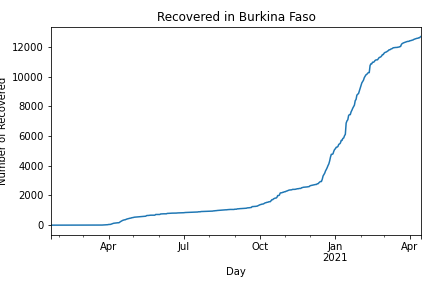 Recovered in Burkina Faso
Number of Recovered
12000
10000
8000
6000
4000
2000
0
Apr
Jul
Oct
Jan
2021
Apr
Day